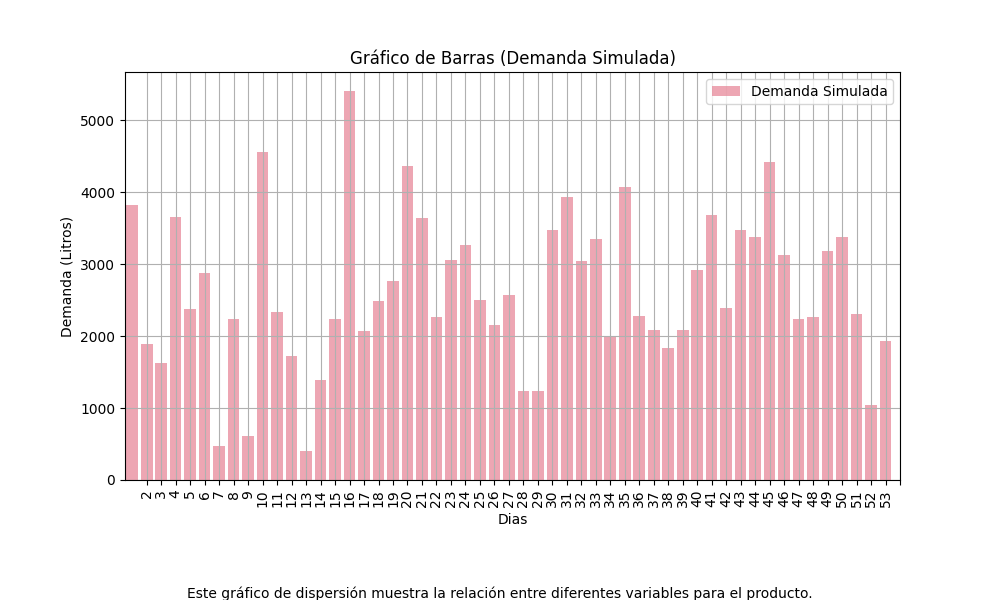 Gráfico de Barras (Demanda Simulada)
Demanda Simulada
Demanda (Litros)
5000
4000
3000
2000
1000
0
2 3 4 5 6 7 8 9 10 11 12 13 14 15 16 17 18 19 20 21 22 23 24 25 26 27 28 29 30 31 32 33 34 35 36 37 38 39 40 41 42 43 44 45 46 47 48 49 50 51 52 53
Dias
Este gráfico de dispersión muestra la relación entre diferentes variables para el producto.